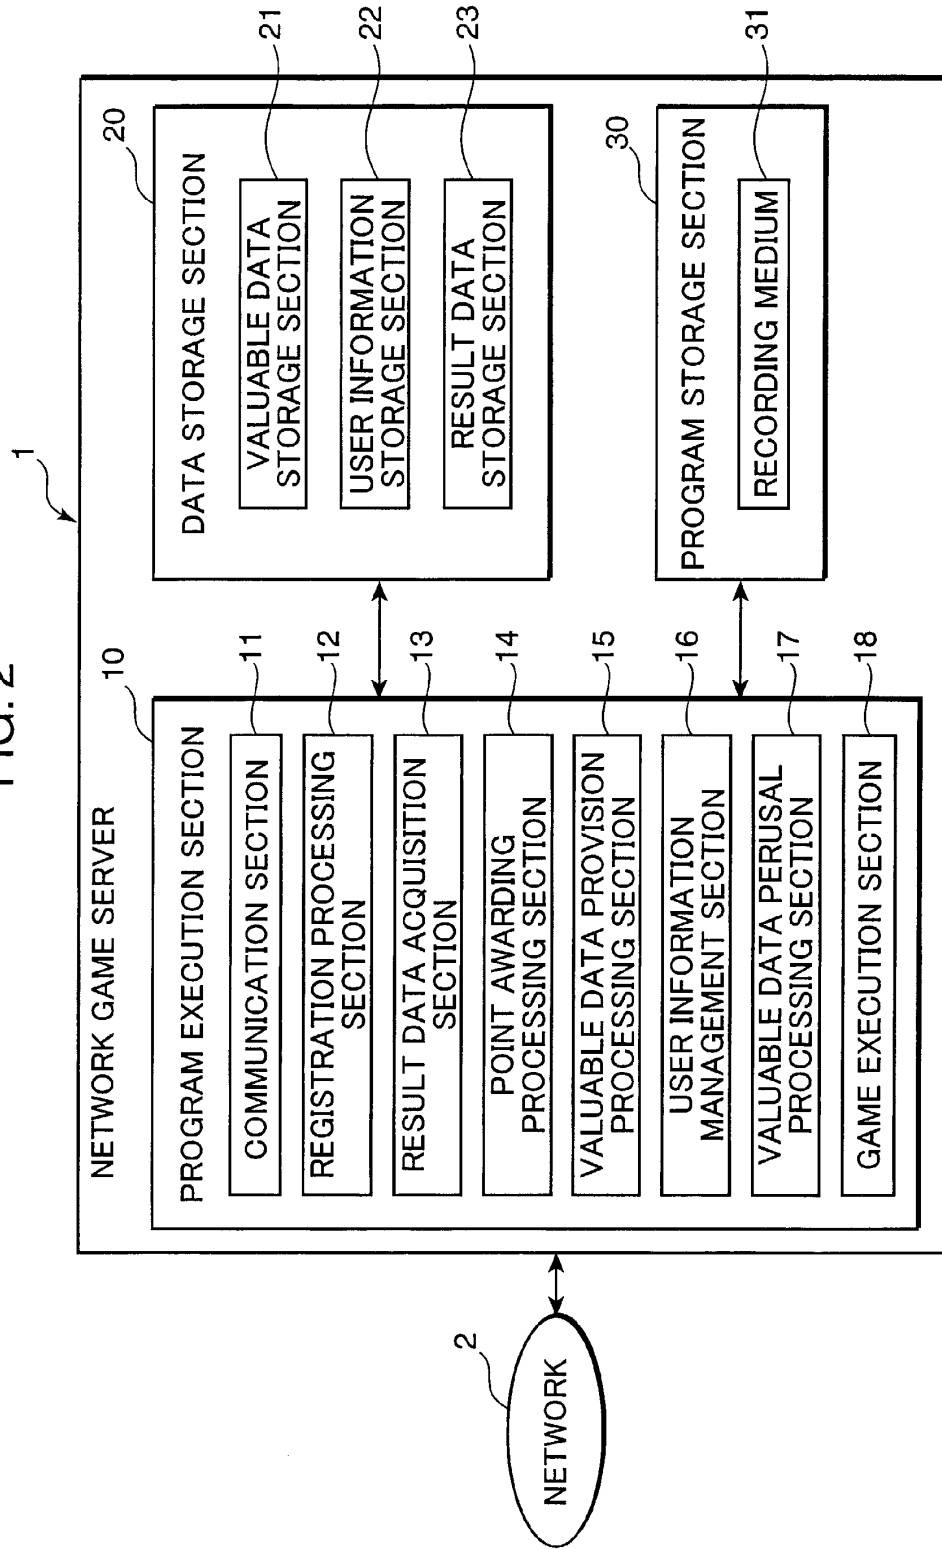 FIG. 2
1
NETWORK GAME SERVER
10
PROGRAM EXECUTION SECTION
COMMUNICATION SECTION
11
REGISTRATION PROCESSING
SECTION
12
RESULT DATA ACQUISITION
SECTION
13
POINT AWARDING
PROCESSING SECTION
14
VALUABLE DATA PROVISION
PROCESSING SECTION
15
USER INFORMATION
MANAGEMENT SECTION
16
VALUABLE DATA PERUSAL
PROCESSING SECTION
17
GAME EXECUTION SECTION
18
20
DATA STORAGE SECTION
VALUABLE DATA
STORAGE SECTION
21
USER INFORMATION
STORAGE SECTION
22
RESULT DATA
STORAGE SECTION
23
30
PROGRAM STORAGE SECTION
RECORDING MEDIUM
31
2
NETWORK